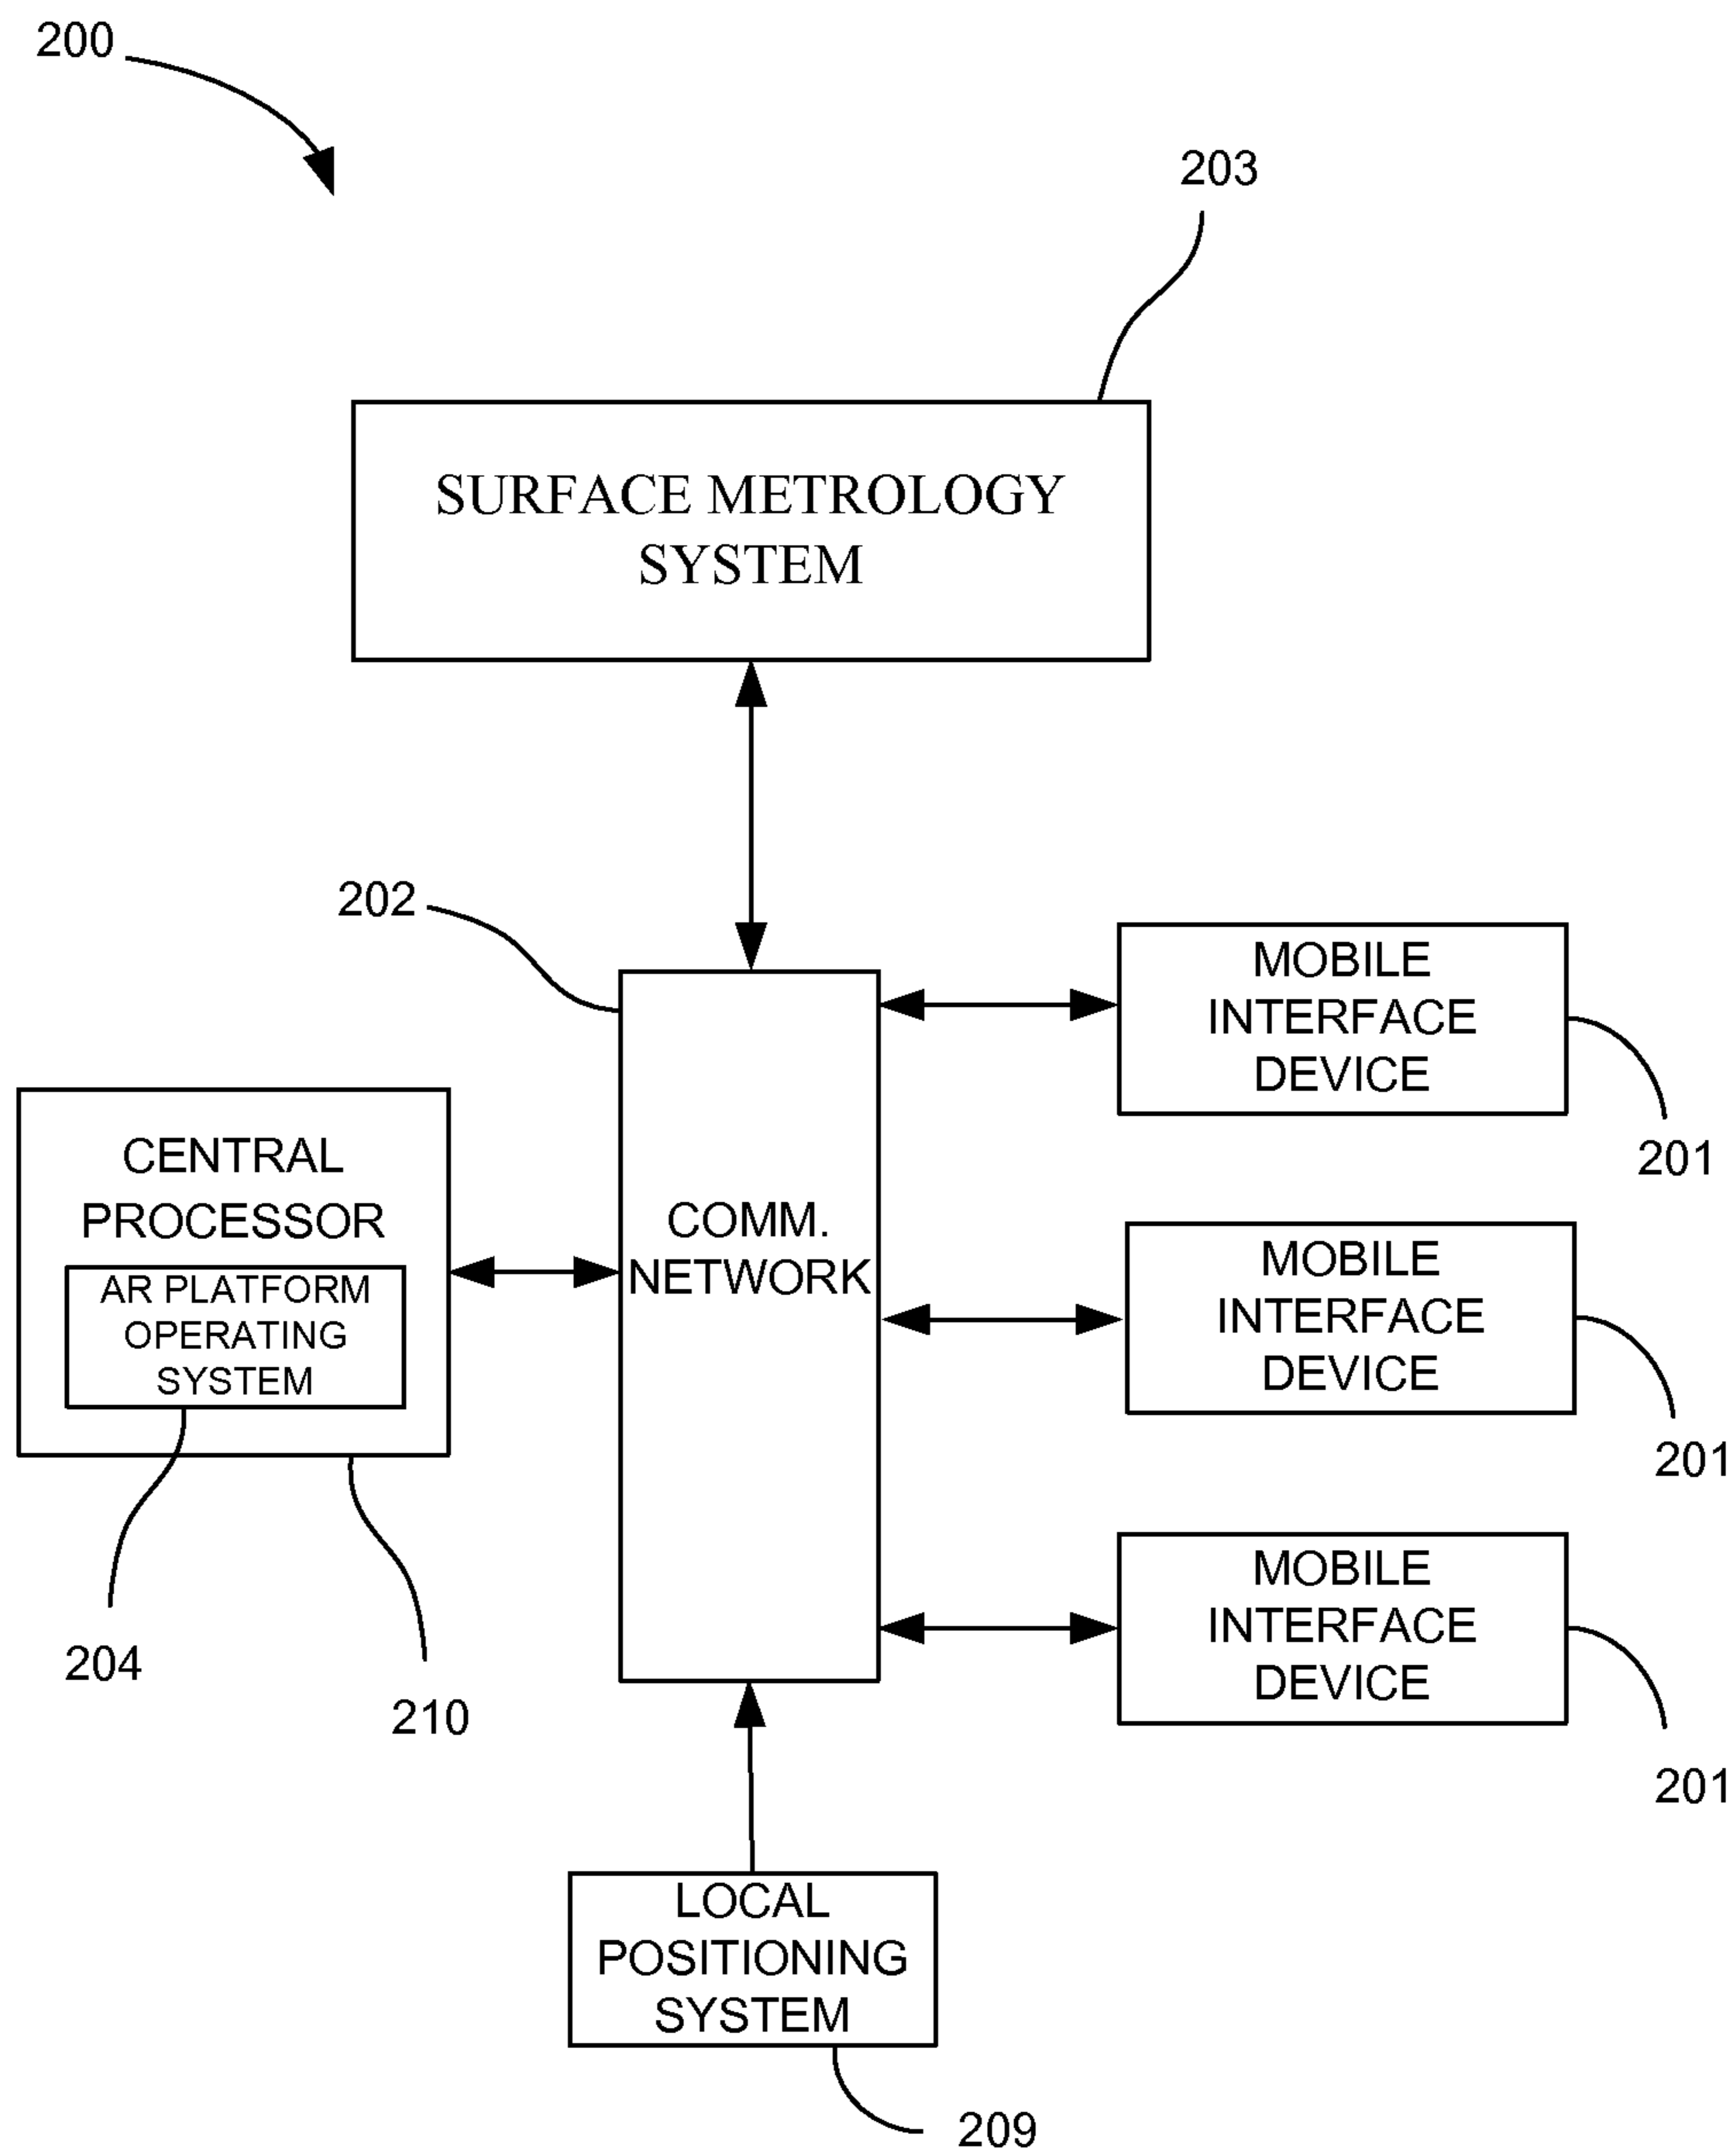 200
203
SURFACE METROLOGY
SYSTEM
202
MOBILE
INTERFACE
DEVICE
201
CENTRAL
PROCESSOR
AR PLATFORM
OPERATING
SYSTEM
COMM.
NETWORK
MOBILE
INTERFACE
DEVICE
201
MOBILE
INTERFACE
DEVICE
201
204
210
LOCAL
POSITIONING
SYSTEM
209